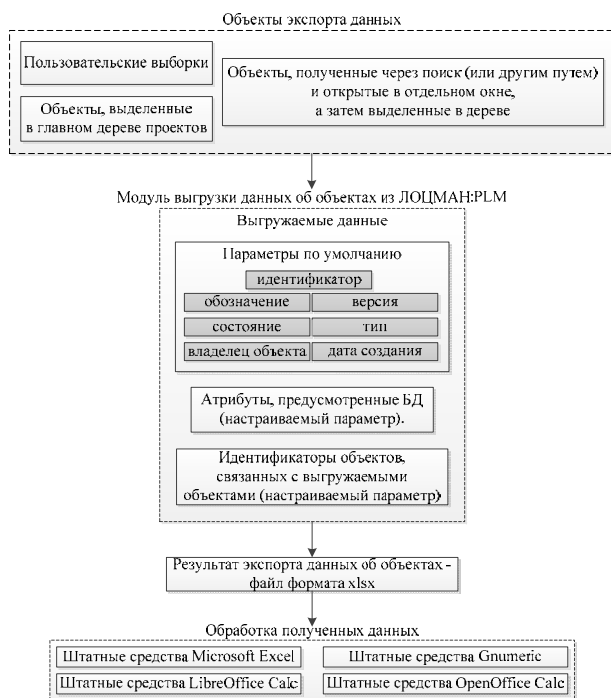 Объекты экспорта данных
Пользовательские выборки
Объекты, выделенные
в главном дереве проектов
Объекты, полученные через поиск (или другим путем)
и открытые в отдельном окне,
а затем выделенные в дереве
Модуль выгрузки данных об объектах из ЛОЦМАН:PLM
Выгружаемые данные
Параметры по умолчанию
идентификатор
обозначение
версия
состояние
тип
владелец объекта
дата создания
Атрибуты, предусмотренные БД
(настраиваемый параметр).
Идентификаторы объектов,
связанных с выгружаемыми
объектами (настраиваемый параметр)
Результат экспорта данных об объектах -
файл формата xlsx
Обработка полученных данных
Штатные средства Microsoft Excel
Штатные средства Gnumeric
Штатные средства LibreOffice Calc
Штатные средства OpenOffice Calc